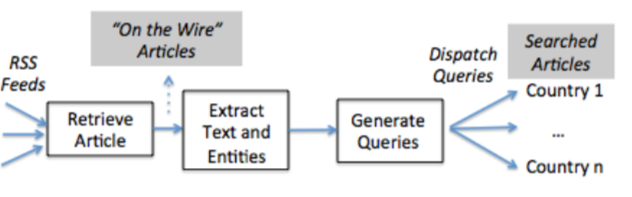 RSS
Feeds
“On the Wire”
Articles
Retrieve
Article
Extract
Text and
Entities
Generate
Queries
Dispatch
Queries
Searched
Articles
Country 1
...
Country n